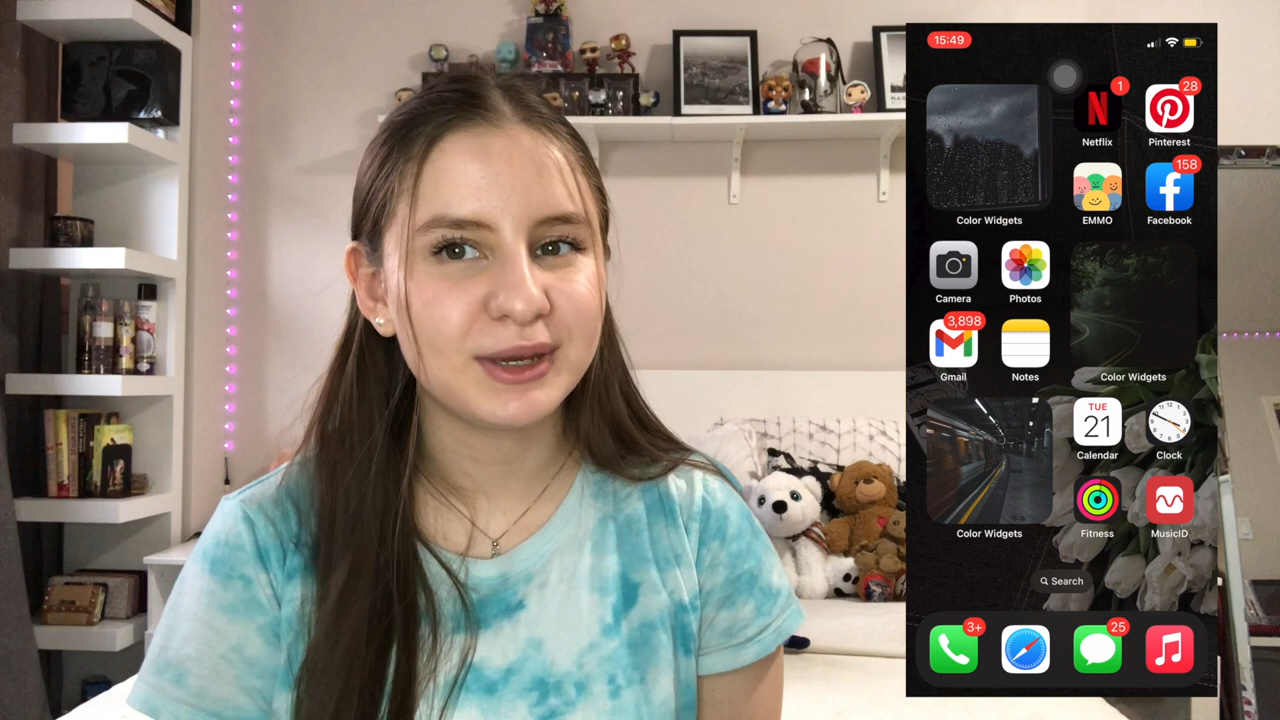 15:49
1
28
N
Netflix
Pinterest
158
Color Widgets
EMMO
Facebook
Camera
Photos
3,898
Gmail
Notes
Color Widgets
TUE
21
Calendar
Clock
Color Widgets
Fitness
MusicID
Search
3+
25